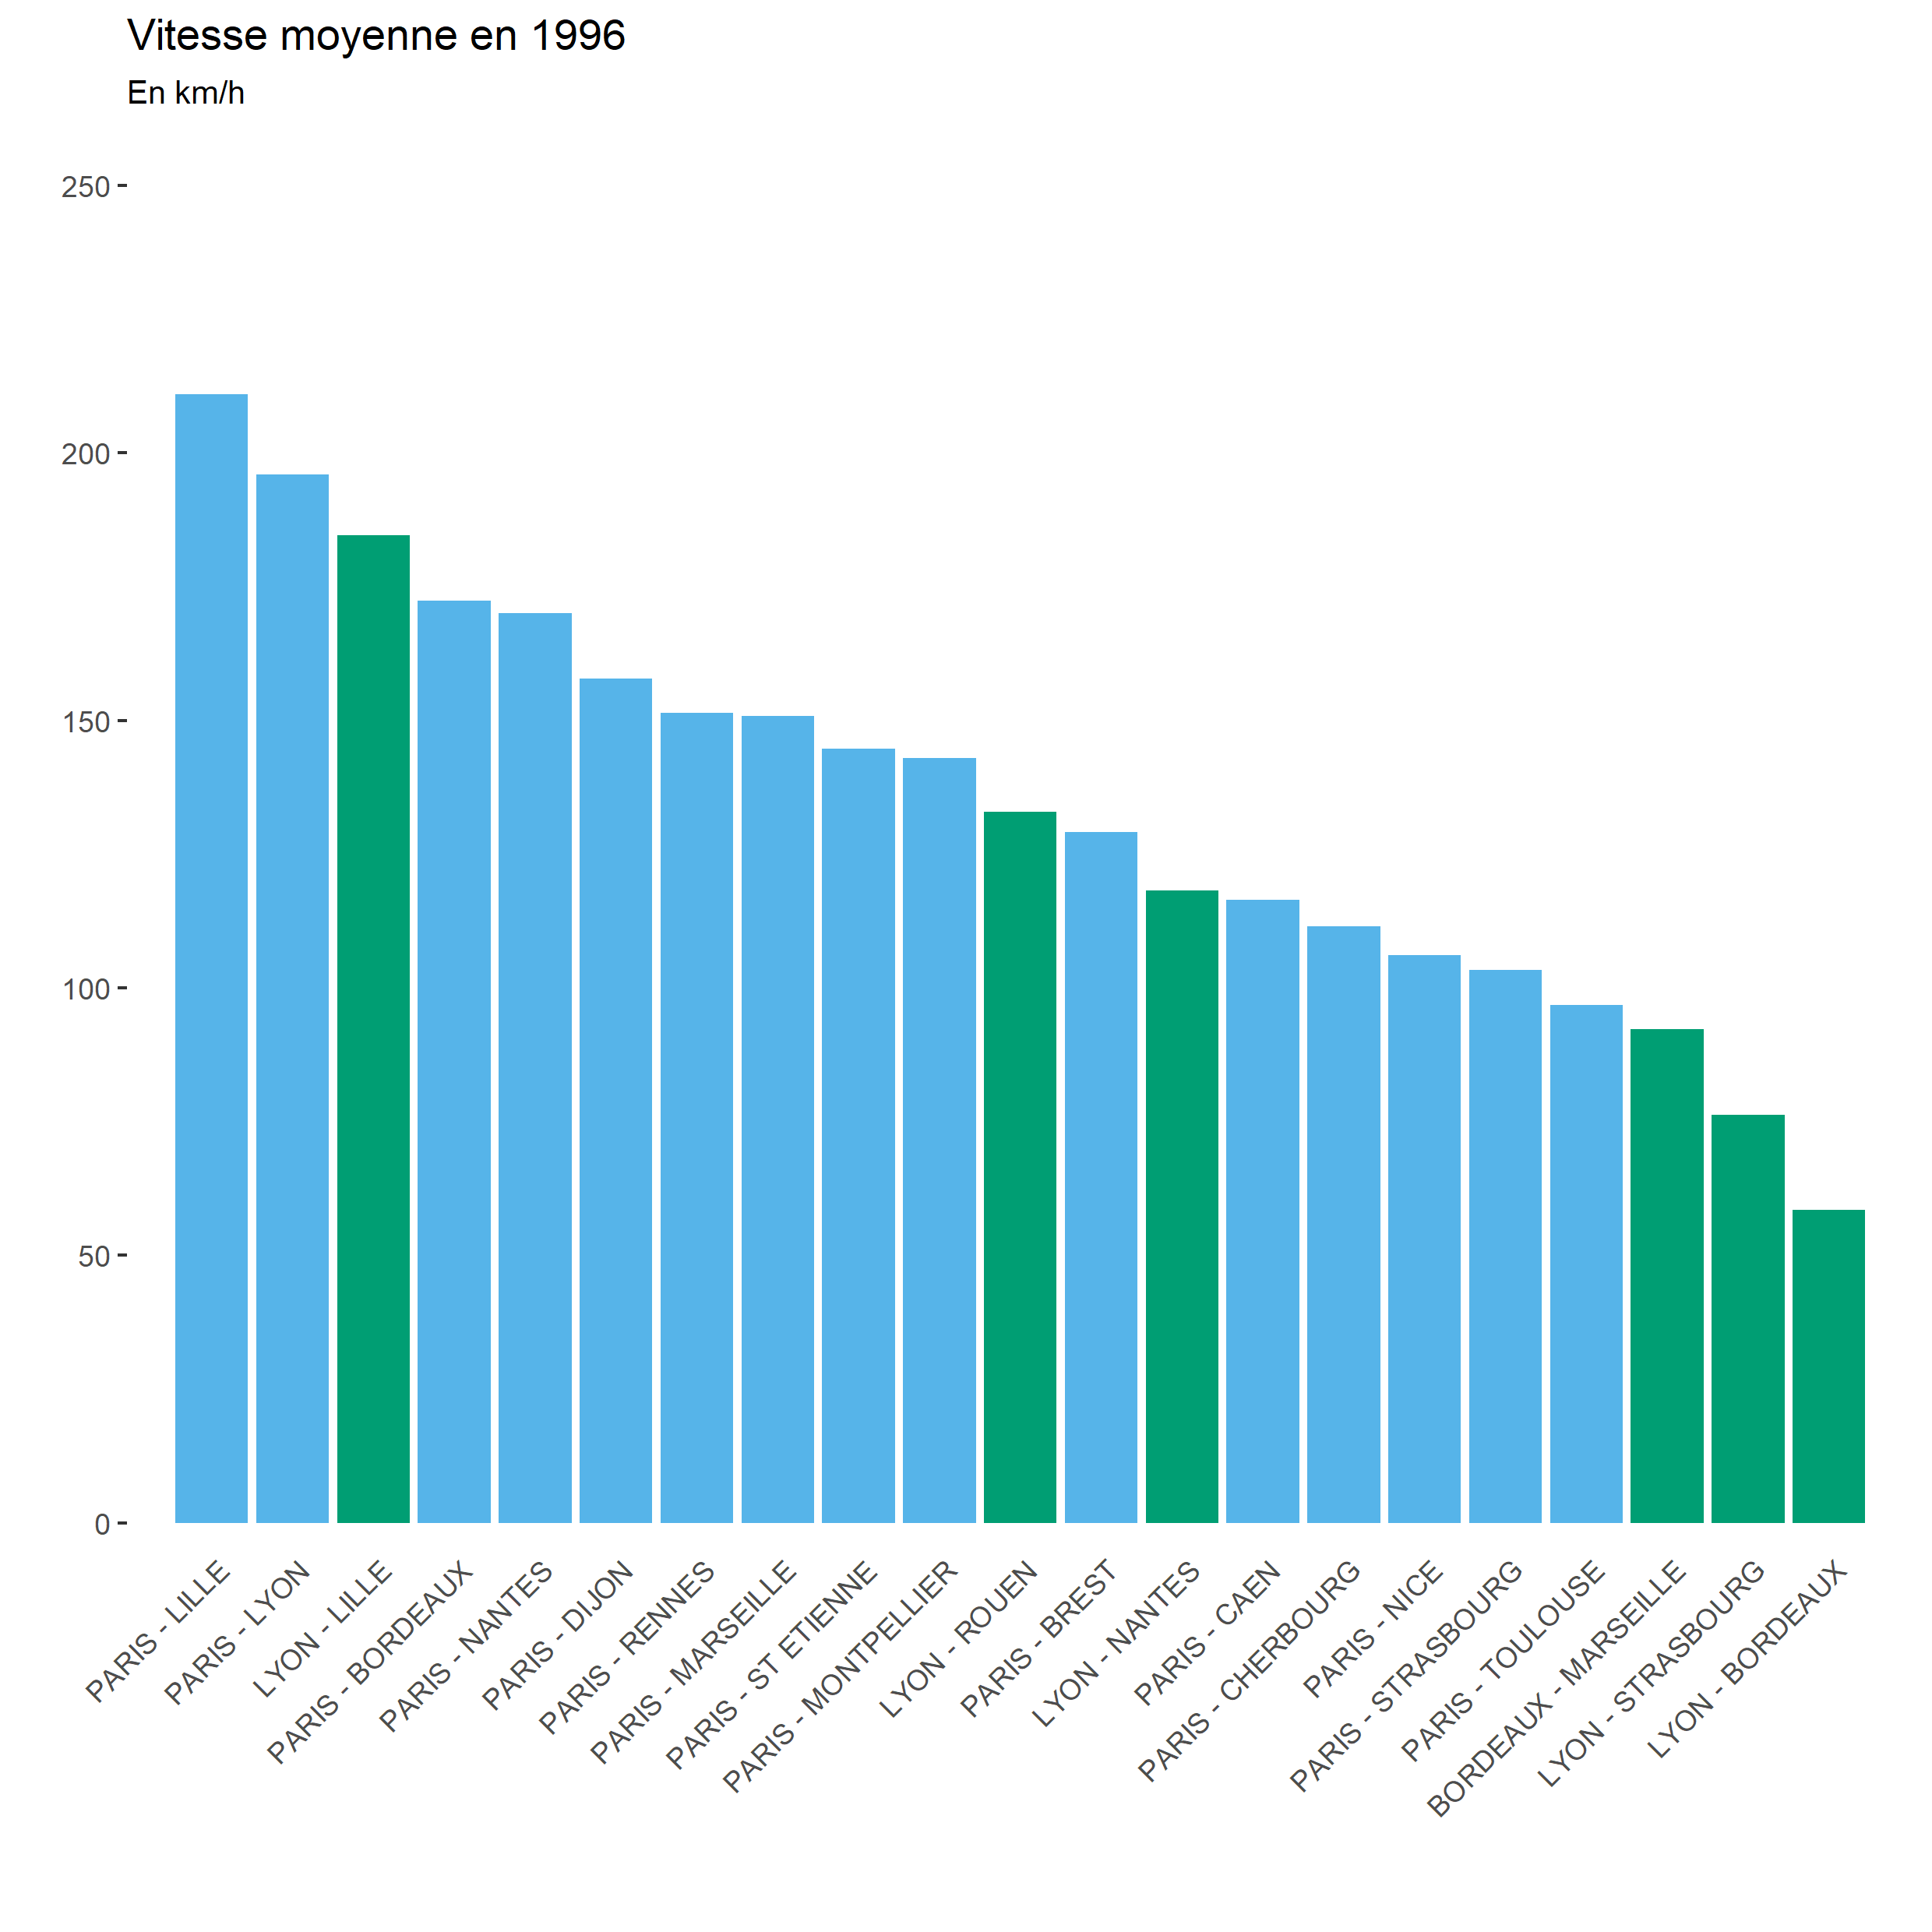 Vitesse moyenne en 1996
En km/h
250
200
150
100
50
0
PARIS - LILLE
PARIS - LYON
LYON - LILLE
PARIS - BORDEAUX
PARIS - NANTES
PARIS - DIJON
PARIS - RENNES
PARIS - MARSEILLE
PARIS - ST ETIENNE
PARIS - MONTPELLIER
LYON - ROUEN
PARIS - BREST
LYON - NANTES
PARIS - CAEN
PARIS - CHERBOURG
PARIS - NICE
PARIS - STRASBOURG
PARIS - TOULOUSE
BORDEAUX - MARSEILLE
LYON - STRASBOURG
LYON - BORDEAUX